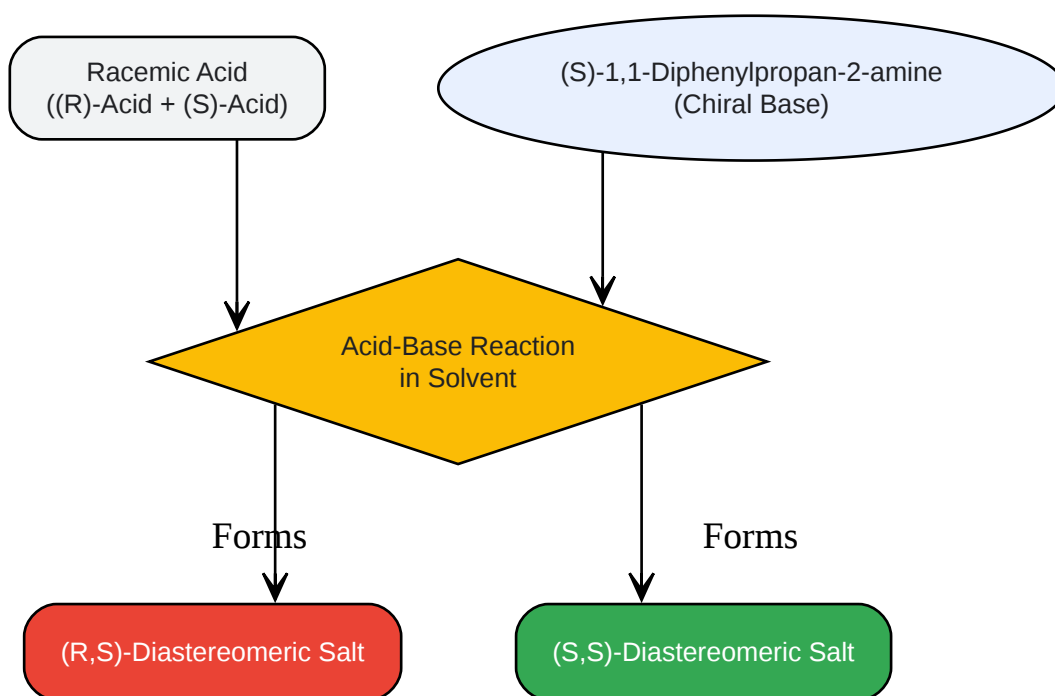 Racemic Acid
((R)-Acid + (S)-Acid)
(S)-1,1-Diphenylpropan-2-amine
(Chiral Base)
Acid-Base Reaction
in Solvent
Forms
Forms
(R,S)-Diastereomeric Salt
(S,S)-Diastereomeric Salt